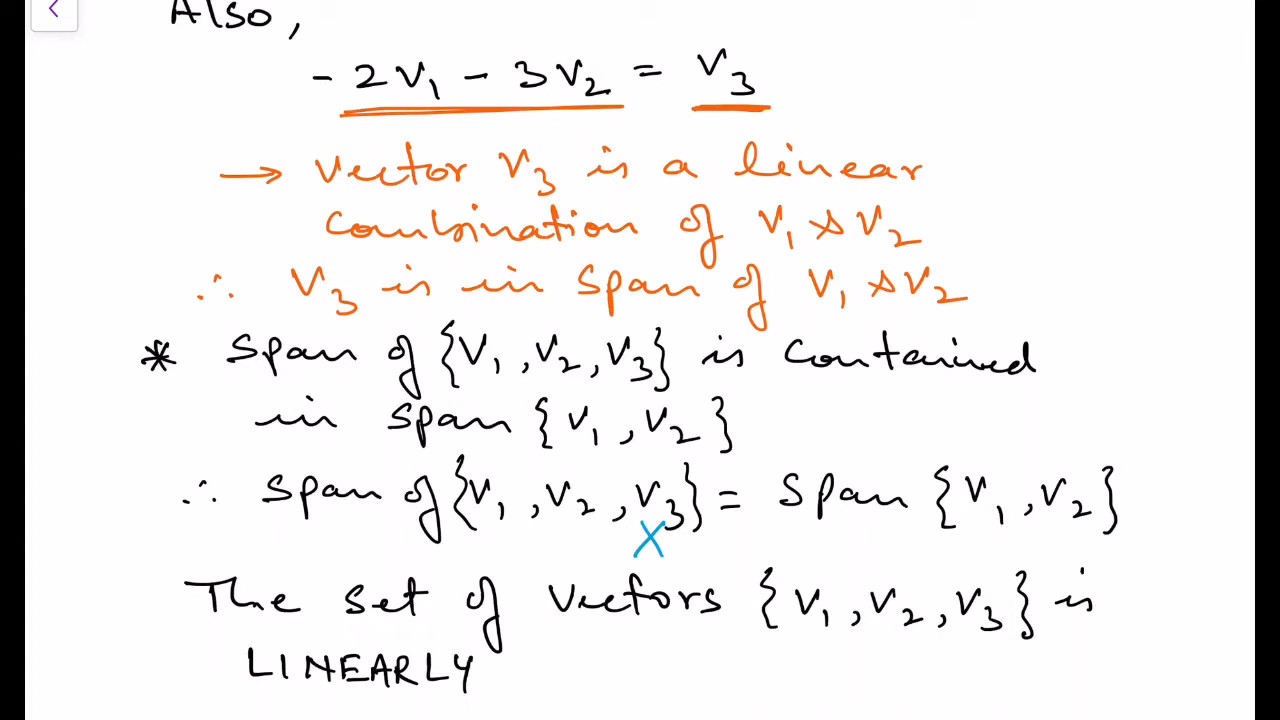 Also,
- 2V₁ - 3V₂ = V₃
→ Vector V₃ is a linear
combination of V₁ & V₂
∴ V₃ is in span of V₁ & V₂
* Span of {V₁, V₂, V₃} is contained
in span {V₁, V₂}
∴ Span of {V₁, V₂, V₃} = Span {V₁, V₂}
X
The set of vectors {V₁, V₂, V₃} is
LINEARLY